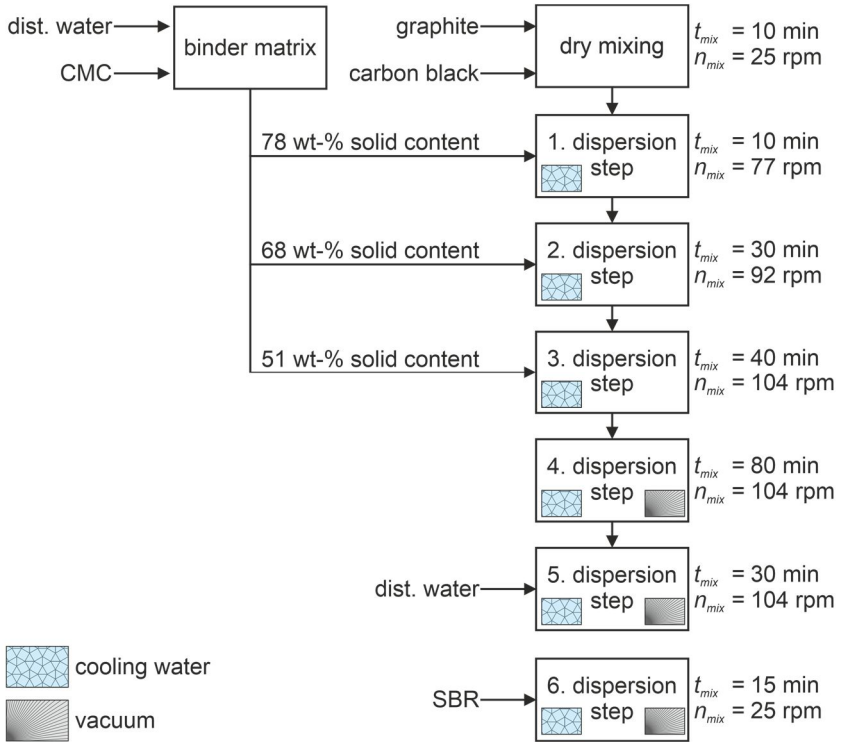 dist. water
CMC
binder matrix
graphite
carbon black
dry mixing
t_mix = 10 min
n_mix = 25 rpm
78 wt-% solid content
1. dispersion
step
t_mix = 10 min
n_mix = 77 rpm
68 wt-% solid content
2. dispersion
step
t_mix = 30 min
n_mix = 92 rpm
51 wt-% solid content
3. dispersion
step
t_mix = 40 min
n_mix = 104 rpm
4. dispersion
step
t_mix = 80 min
n_mix = 104 rpm
dist. water
5. dispersion
step
t_mix = 30 min
n_mix = 104 rpm
SBR
6. dispersion
step
t_mix = 15 min
n_mix = 25 rpm
cooling water
vacuum